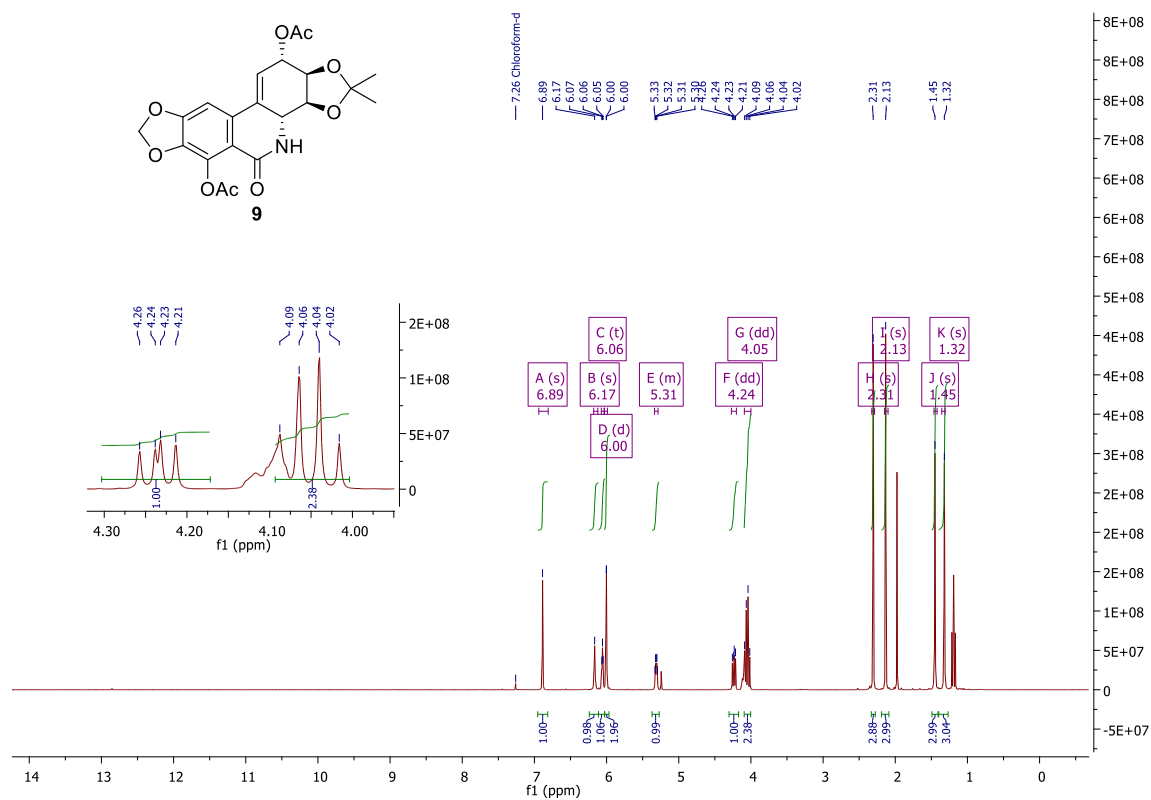 OAc
O
O
O
O
NH
OAc
O
9
7.26 Chloroform-d
6.89
6.17
6.07
6.06
6.05
6.00
6.00
5.33
5.32
5.31
5.30
4.26
4.24
4.23
4.21
4.09
4.06
4.04
4.02
2.31
2.13
1.45
1.32
8E+08
8E+08
8E+08
7E+08
6E+08
6E+08
6E+08
5E+08
4E+08
4E+08
4E+08
3E+08
2E+08
2E+08
2E+08
1E+08
5E+07
0
-5E+07
4.26
4.24
4.23
4.21
4.09
4.06
4.04
4.02
2E+08
1E+08
5E+07
0
1.00
2.38
4.30
4.20
4.10
4.00
f1 (ppm)
C (t)
6.06
G (dd)
4.05
I (s)
2.13
K (s)
1.32
A (s)
6.89
B (s)
6.17
E (m)
5.31
F (dd)
4.24
H (s)
2.31
J (s)
1.45
D (d)
6.00
1.00
0.98
1.06
1.96
0.99
1.00
2.38
2.88
2.99
2.99
3.04
14
13
12
11
10
9
8
7
6
5
4
3
2
1
0
f1 (ppm)